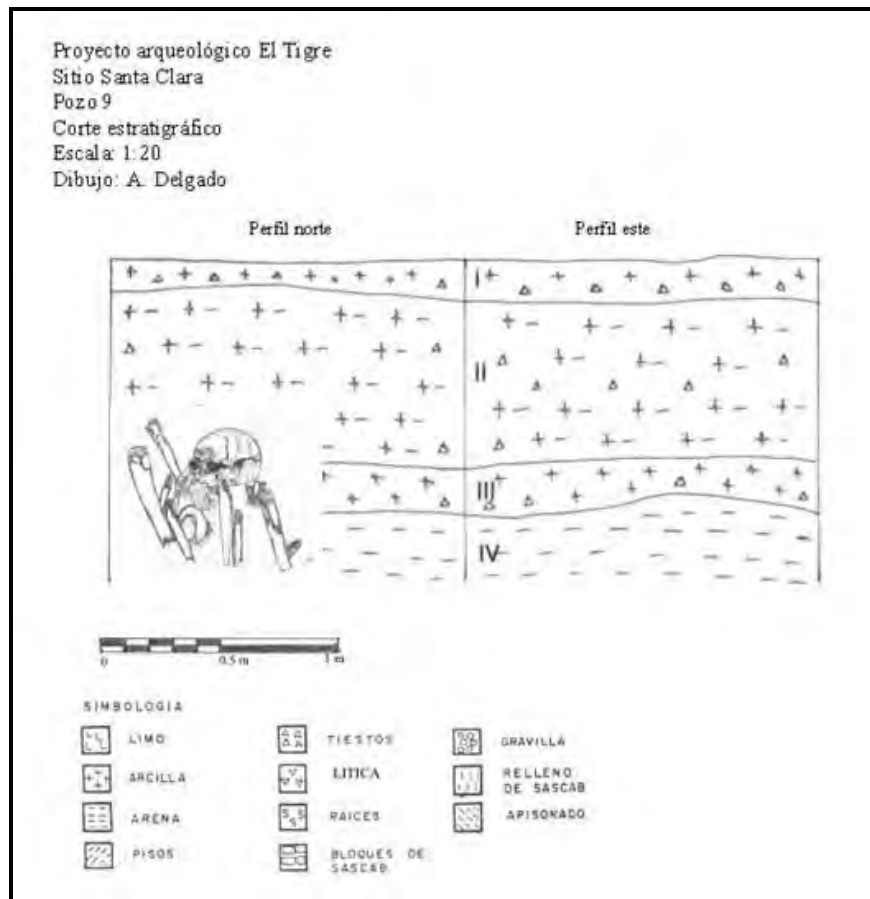 Proyecto arqueológico El Tigre
Sitio Santa Clara
Pozo 9
Corte estratigráfico
Escala: 1:20
Dibujo: A. Delgado
Perfil norte
Perfil este
I
II
III
IV
0
0.5 m
1 m
SIMBOLOGIA
LIMO
TIESTOS
GRAVILLA
ARCILLA
LITICA
RELLENO
DE SASCAB
ARENA
RAICES
APISONADO
PISOS
BLOQUES DE
SASCAB